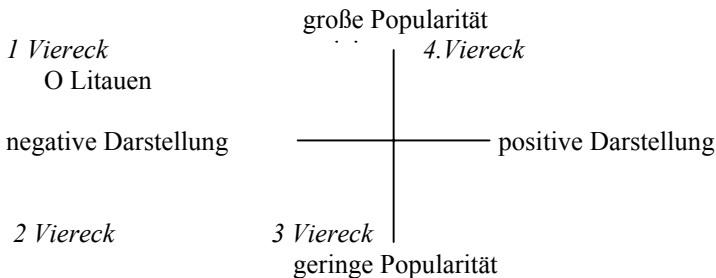 große Popularität
1 Viereck 4.Viereck
O Litauen
negative Darstellung positive Darstellung
2 Viereck 3 Viereck
geringe Popularität